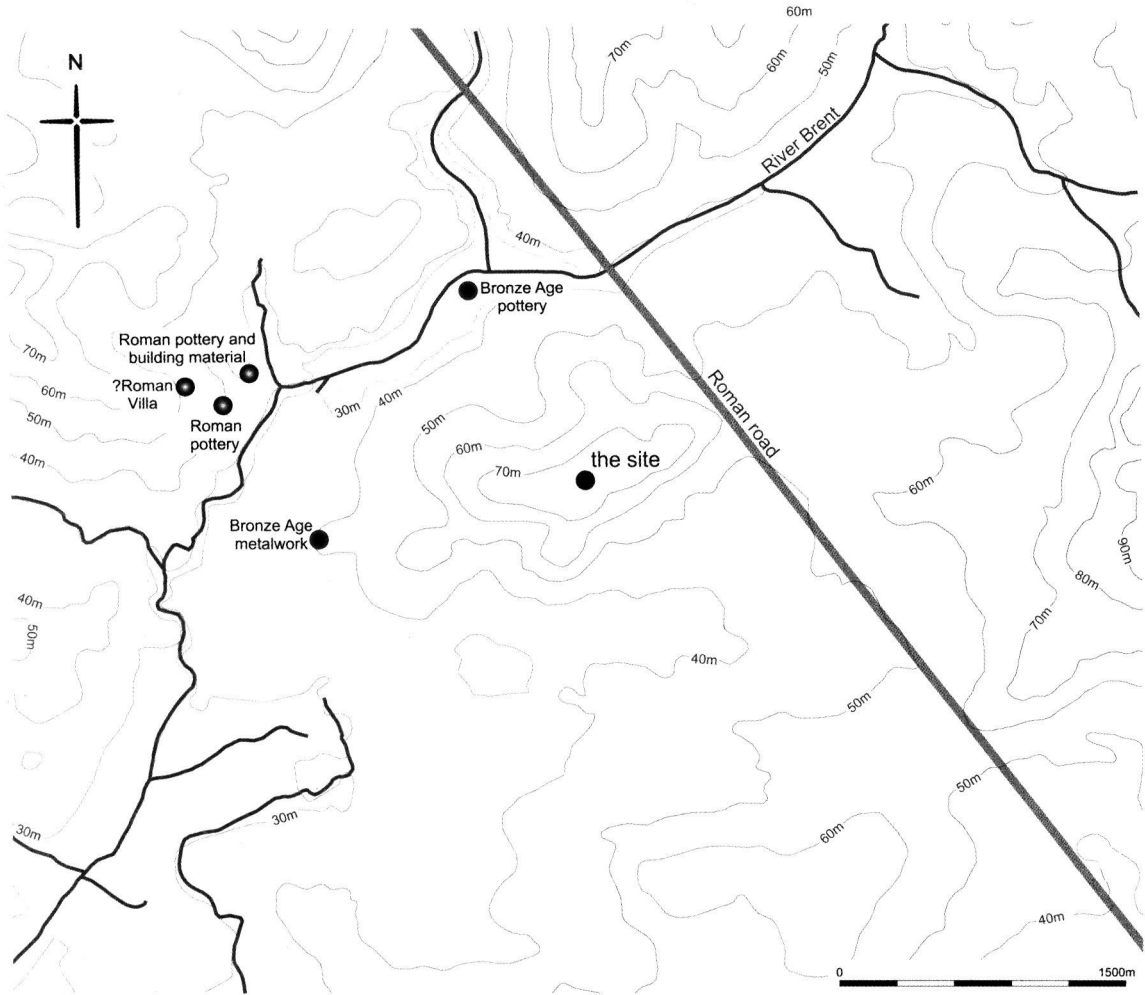 60m
N
70m
60m
50m
River Brent
40m
Bronze Age
pottery
Roman pottery and
building material
70m
?Roman
Villa
60m
Roman
pottery
30m
40m
50m
50m
60m
Roman road
40m
70m
the site
60m
Bronze Age
metalwork
90m
80m
40m
50m
70m
40m
50m
50m
30m
60m
30m
40m
0
1500m